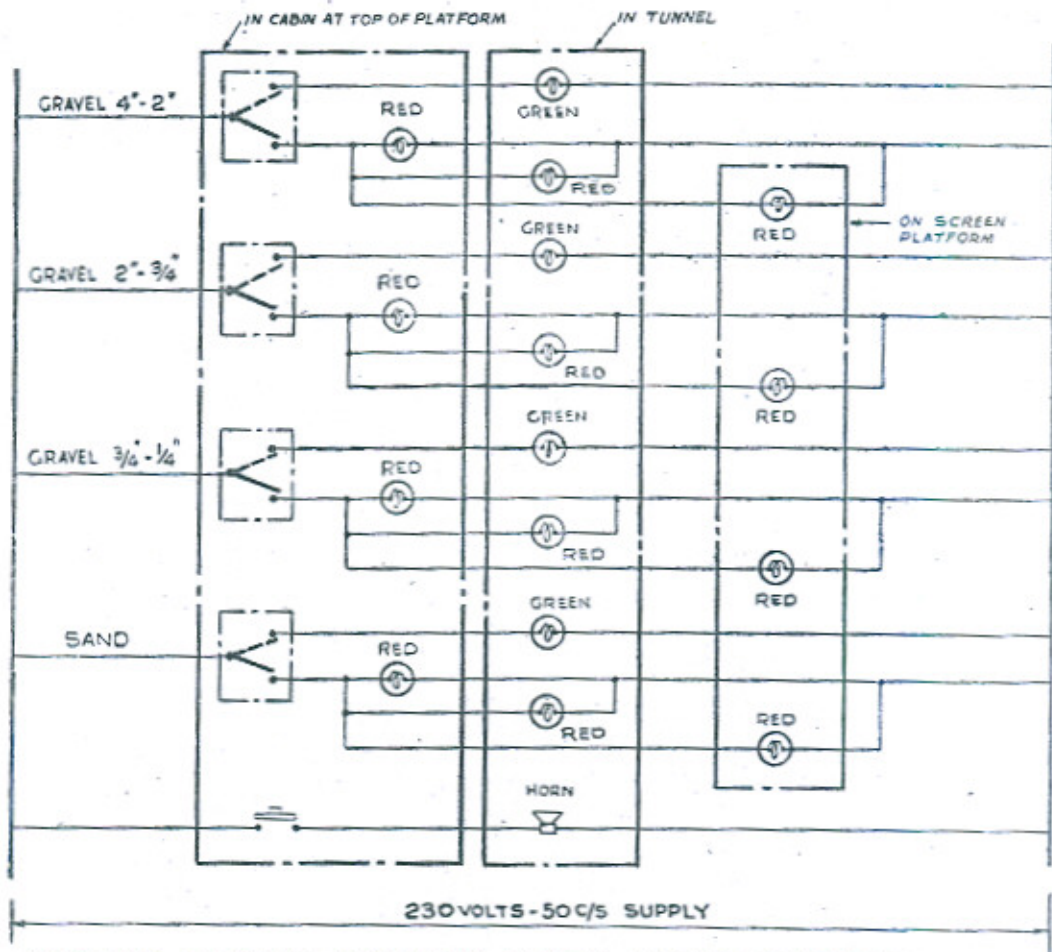 IN CABIN AT TOP OF PLATFORM
IN TUNNEL
GRAVEL 4"-2"
RED
GREEN
RED
RED
ON SCREEN
PLATFORM
GREEN
GRAVEL 2"-3/4"
RED
RED
RED
GREEN
GRAVEL 3/4"-1/4"
RED
RED
RED
GREEN
SAND
RED
RED
RED
HORN
230 VOLTS - 50 C/S SUPPLY